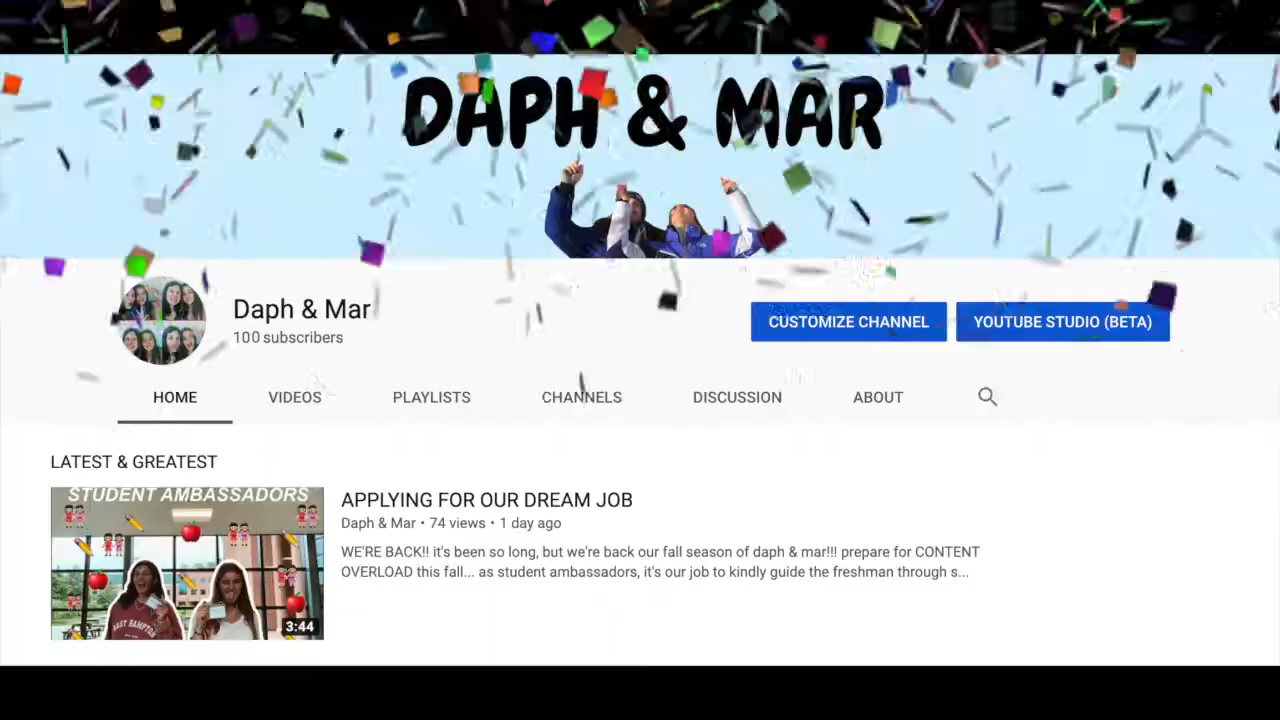 DAPH & MAR
Daph & Mar
100 subscribers
CUSTOMIZE CHANNEL
YOUTUBE STUDIO (BETA)
HOME
VIDEOS
PLAYLISTS
CHANNELS
DISCUSSION
ABOUT
LATEST & GREATEST
STUDENT AMBASSADORS
EAST HAMPTON
3:44
APPLYING FOR OUR DREAM JOB
Daph & Mar • 74 views • 1 day ago
WE'RE BACK!! it's been so long, but we're back our fall season of daph & mar!!! prepare for CONTENT
OVERLOAD this fall... as student ambassadors, it's our job to kindly guide the freshman through s...